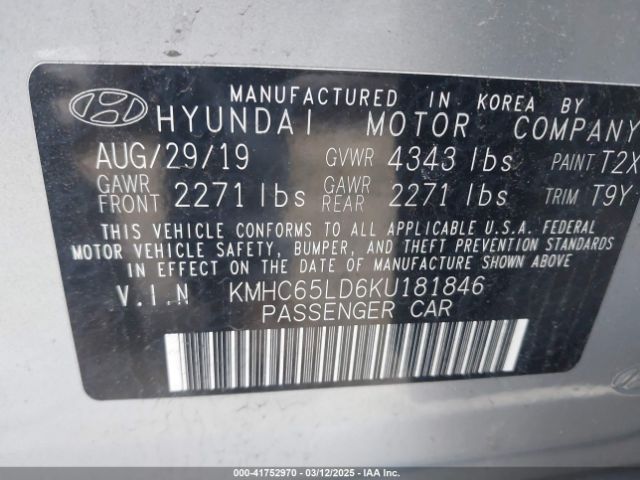 MANUFACTURED IN KOREA BY
HYUNDAI MOTOR COMPANY
AUG/29/19 GVWR 4343 lbs PAINT T2X
GAWR FRONT 2271 lbs GAWR REAR 2271 lbs TRIM T9Y
THIS VEHICLE CONFORMS TO ALL APPLICABLE U.S.A. FEDERAL
MOTOR VEHICLE SAFETY, BUMPER, AND THEFT PREVENTION STANDARDS
IN EFFECT ON THE DATE OF MANUFACTURE SHOWN ABOVE
V.I.N KMHC65LD6KU181846
PASSENGER CAR
000-41752970 - 03/12/2025 - IAA Inc. Copyright